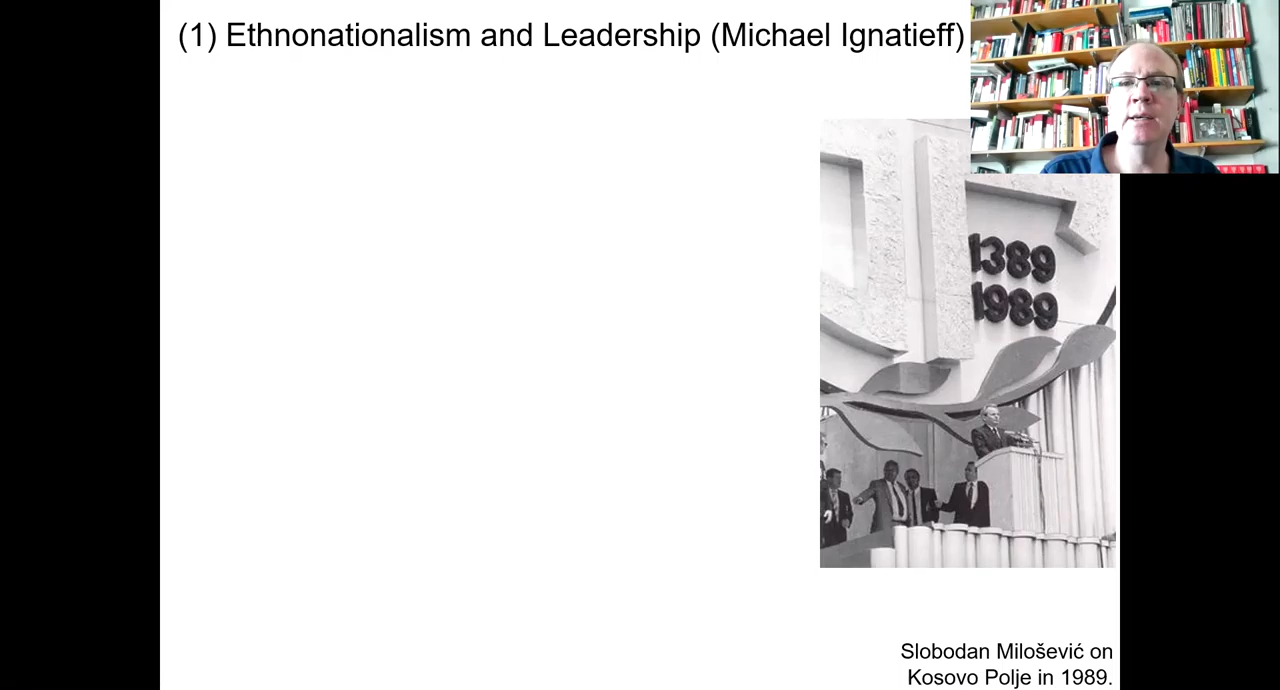 (1) Ethnonationalism and Leadership (Michael Ignatieff)
1389
1989
Slobodan Milošević on
Kosovo Polje in 1989.